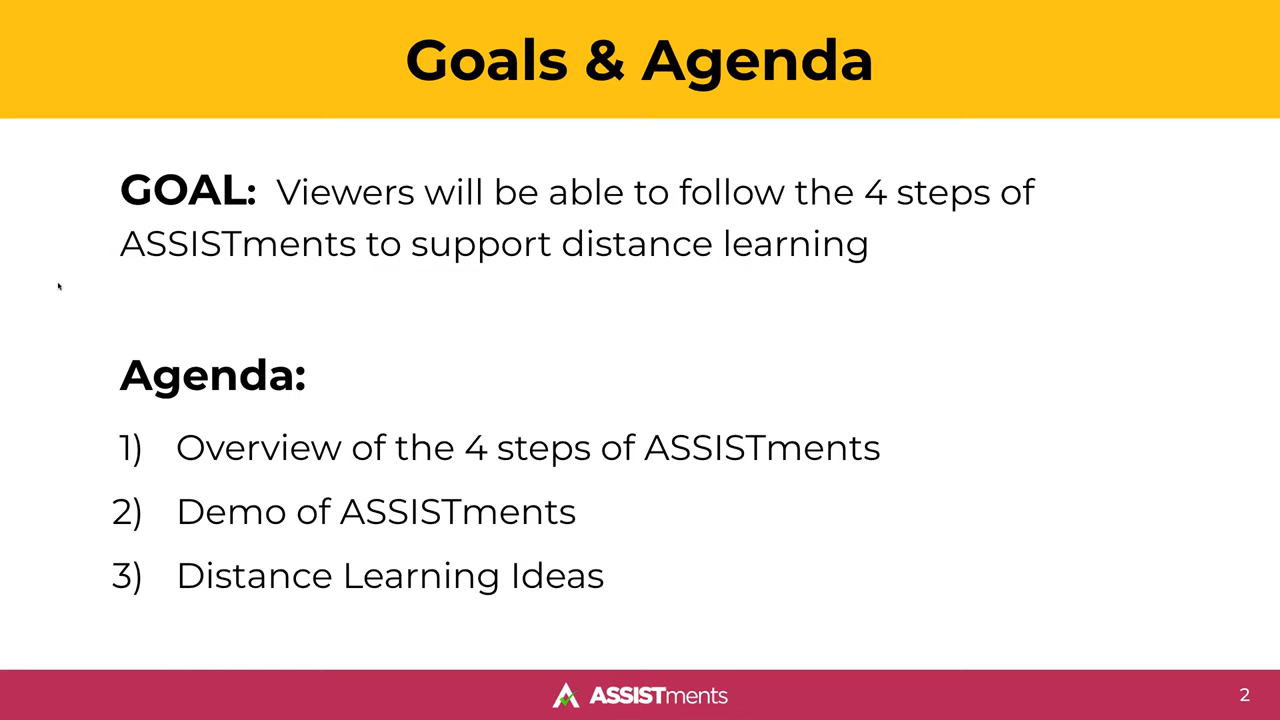 Goals & Agenda
GOAL: Viewers will be able to follow the 4 steps of
ASSISTments to support distance learning
Agenda:
1) Overview of the 4 steps of ASSISTments
2) Demo of ASSISTments
3) Distance Learning Ideas
ASSISTments
2